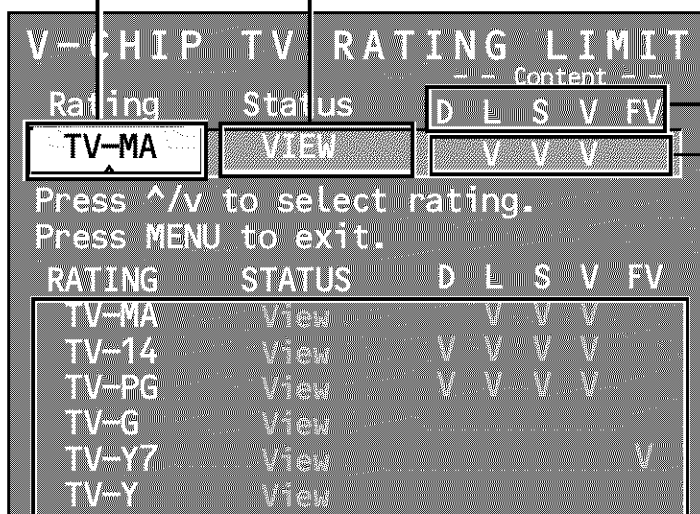 V-CHIP TV RATING LIMIT
-- Content --
Rating Status D L S V FV
TV-MA VIEW V V V
Press ^/v to select rating.
Press MENU to exit.
RATING STATUS D L S V FV
TV-MA View V V V
TV-14 View V V V V
TV-PG View V V V V
TV-G View
TV-Y7 View V
TV-Y View